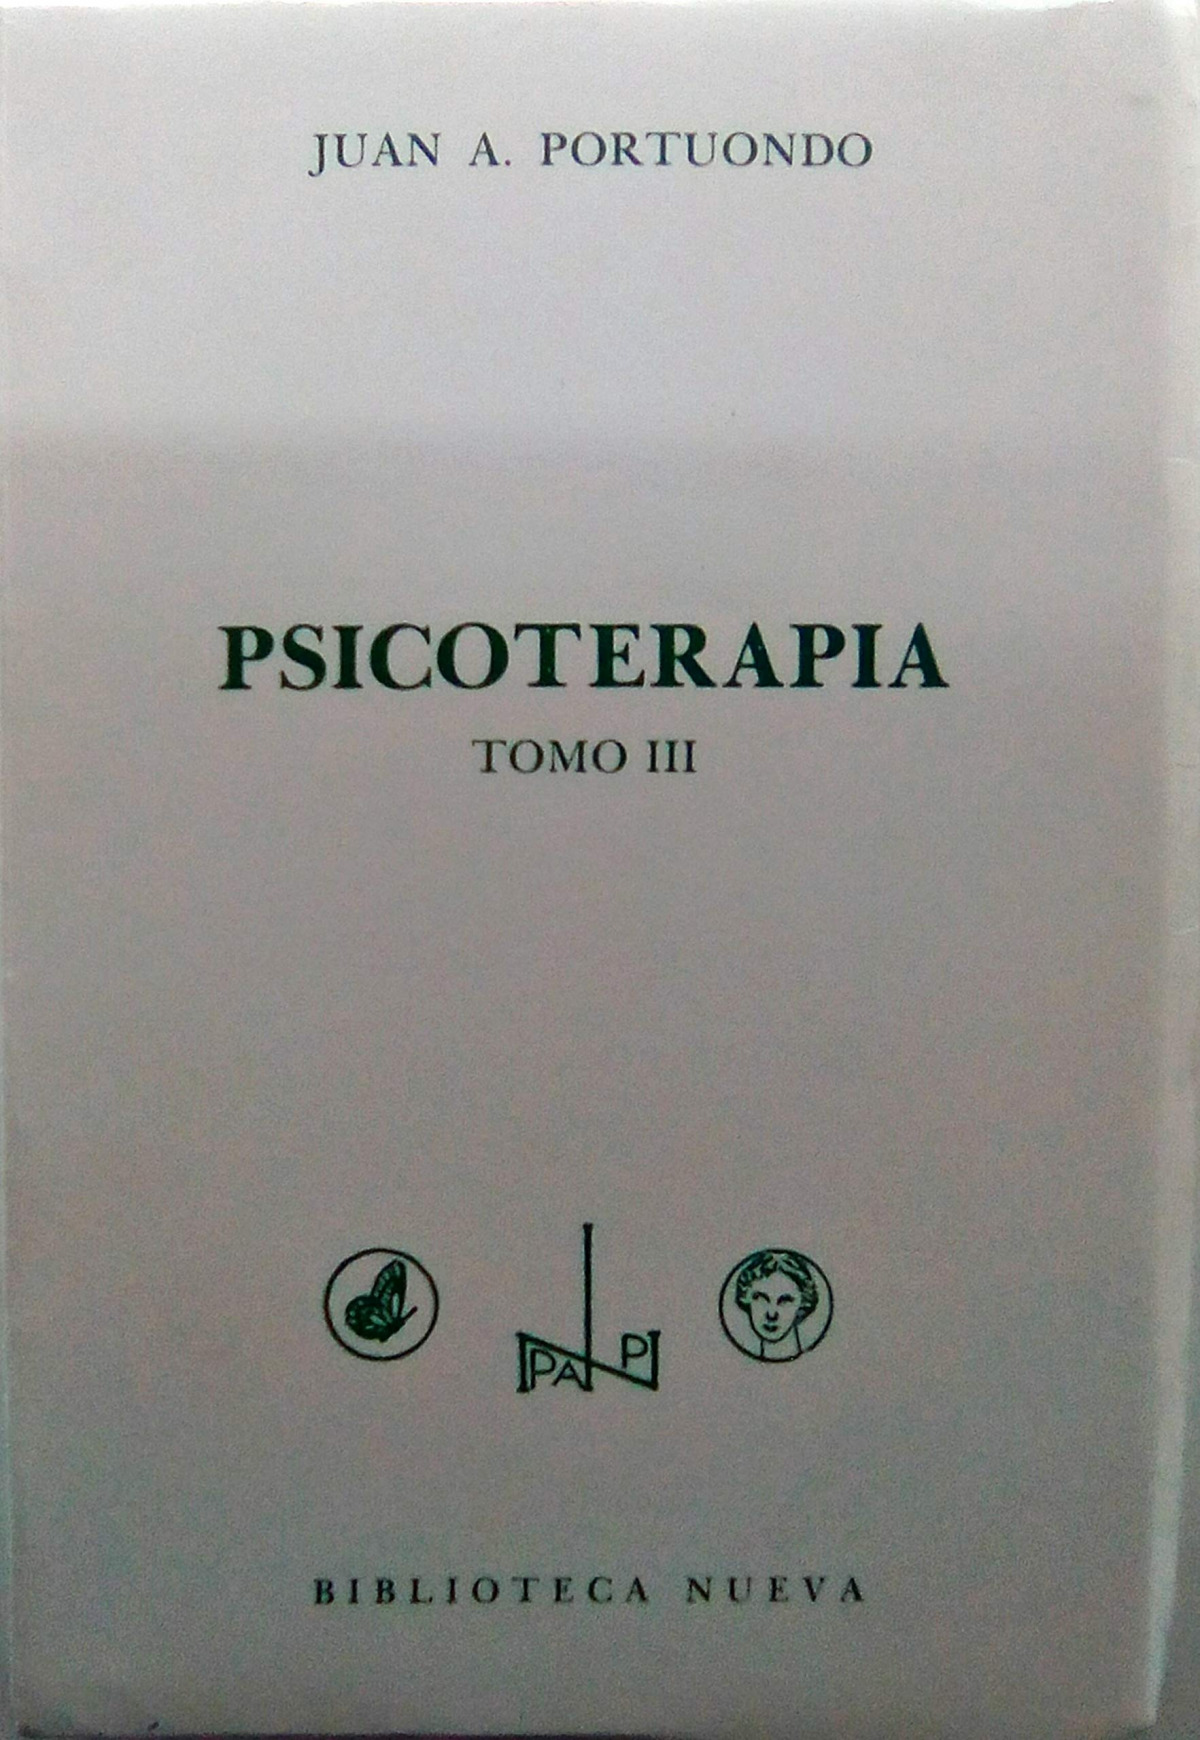 JUAN A. PORTUONDO
PSICOTERAPIA
TOMO III
PA P
BIBLIOTECA NUEVA